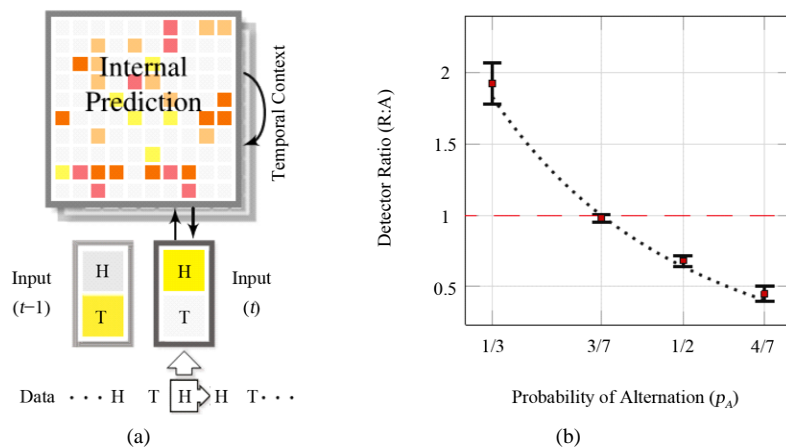 Internal
Prediction
Temporal Context
Input
(t−1)
H
T
H
T
Input
(t)
Data · · · H T H H T· · ·
(a)
Detector Ratio (R:A)
2
1.5
1
0.5
1/3 3/7 1/2 4/7
Probability of Alternation (p_A)
(b)